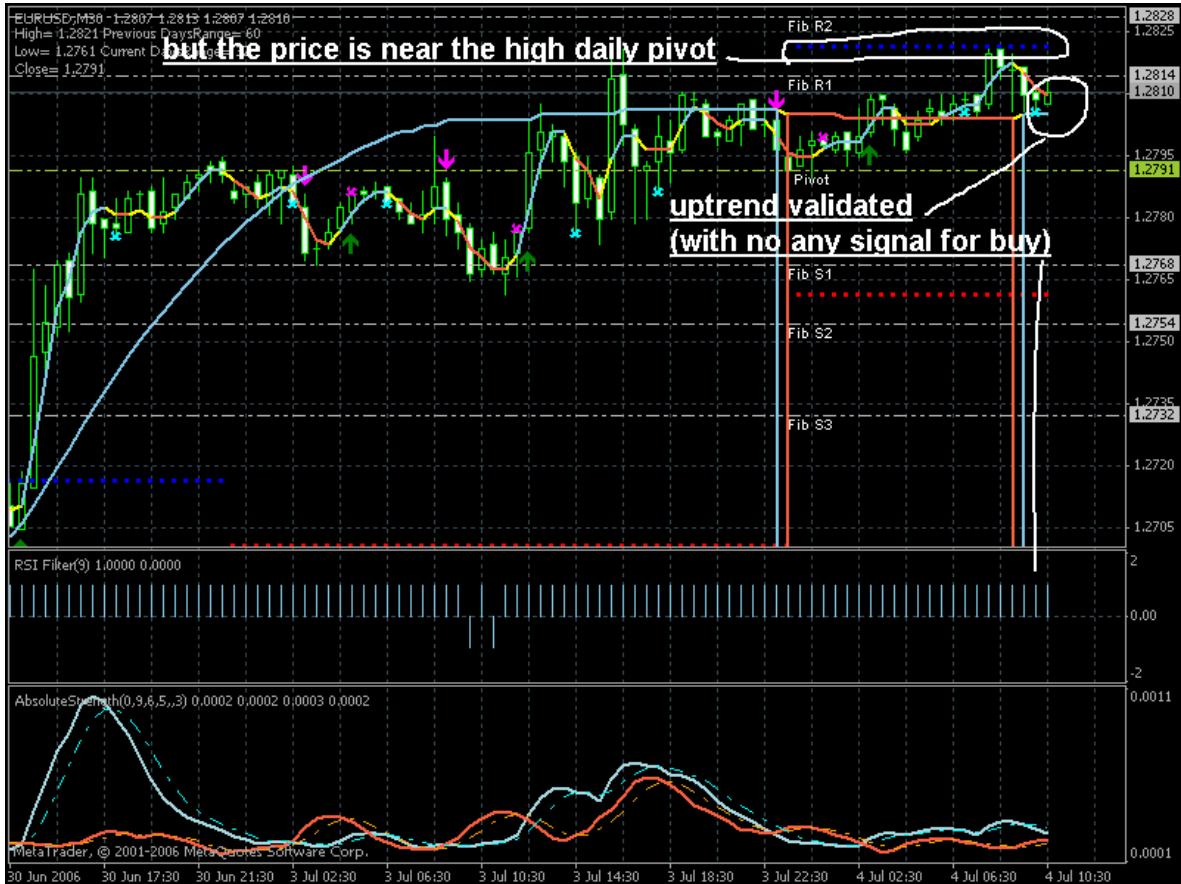 EURUSD,M30 1.2807 1.2813 1.2807 1.2810
High= 1.2821 Previous DaysRange= 60
Low= 1.2761 Current
Close= 1.2791
but the price is near the high daily pivot
Fib R2
Fib R1
Pivot
uptrend validated
(with no any signal for buy)
Fib S1
Fib S2
Fib S3
1.2828
1.2825
1.2814
1.2810
1.2795
1.2791
1.2780
1.2768
1.2765
1.2754
1.2750
1.2735
1.2732
1.2720
1.2705
RSI Filter(9) 1.0000 0.0000
2
0.00
-2
AbsoluteStrength(0,9,6,5,,3) 0.0002 0.0002 0.0003 0.0002
0.0011
0.0001
MetaTrader, © 2001-2006 MetaQuotes Software Corp.
30 Jun 2006 30 Jun 17:30 30 Jun 21:30 3 Jul 02:30 3 Jul 06:30 3 Jul 10:30 3 Jul 14:30 3 Jul 18:30 3 Jul 22:30 4 Jul 02:30 4 Jul 06:30 4 Jul 10:30